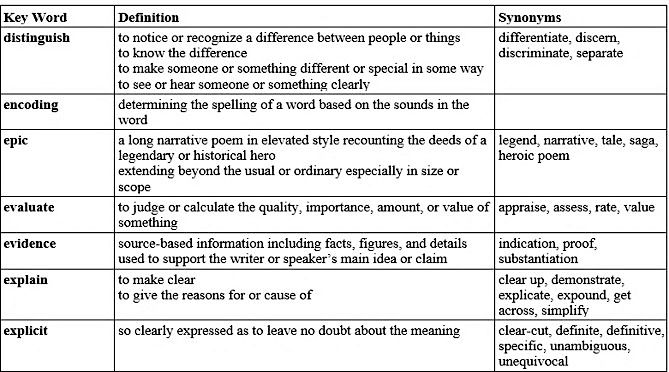 Key Word Definition Synonyms
distinguish to notice or recognize a difference between people or things differentiate, discern,
to know the difference discriminate, separate
to make someone or something different or special in some way
to see or hear someone or something clearly
encoding determining the spelling of a word based on the sounds in the
word
epic a long narrative poem in elevated style recounting the deeds of a legend, narrative, tale, saga,
legendary or historical hero heroic poem
extending beyond the usual or ordinary especially in size or
scope
evaluate to judge or calculate the quality, importance, amount, or value of appraise, assess, rate, value
something
evidence source-based information including facts, figures, and details indication, proof,
used to support the writer or speaker's main idea or claim substantiation
explain to make clear clear up, demonstrate,
to give the reasons for or cause of explicate, expound, get
across, simplify
explicit so clearly expressed as to leave no doubt about the meaning clear-cut, definite, definitive,
specific, unambiguous,
unequivocal